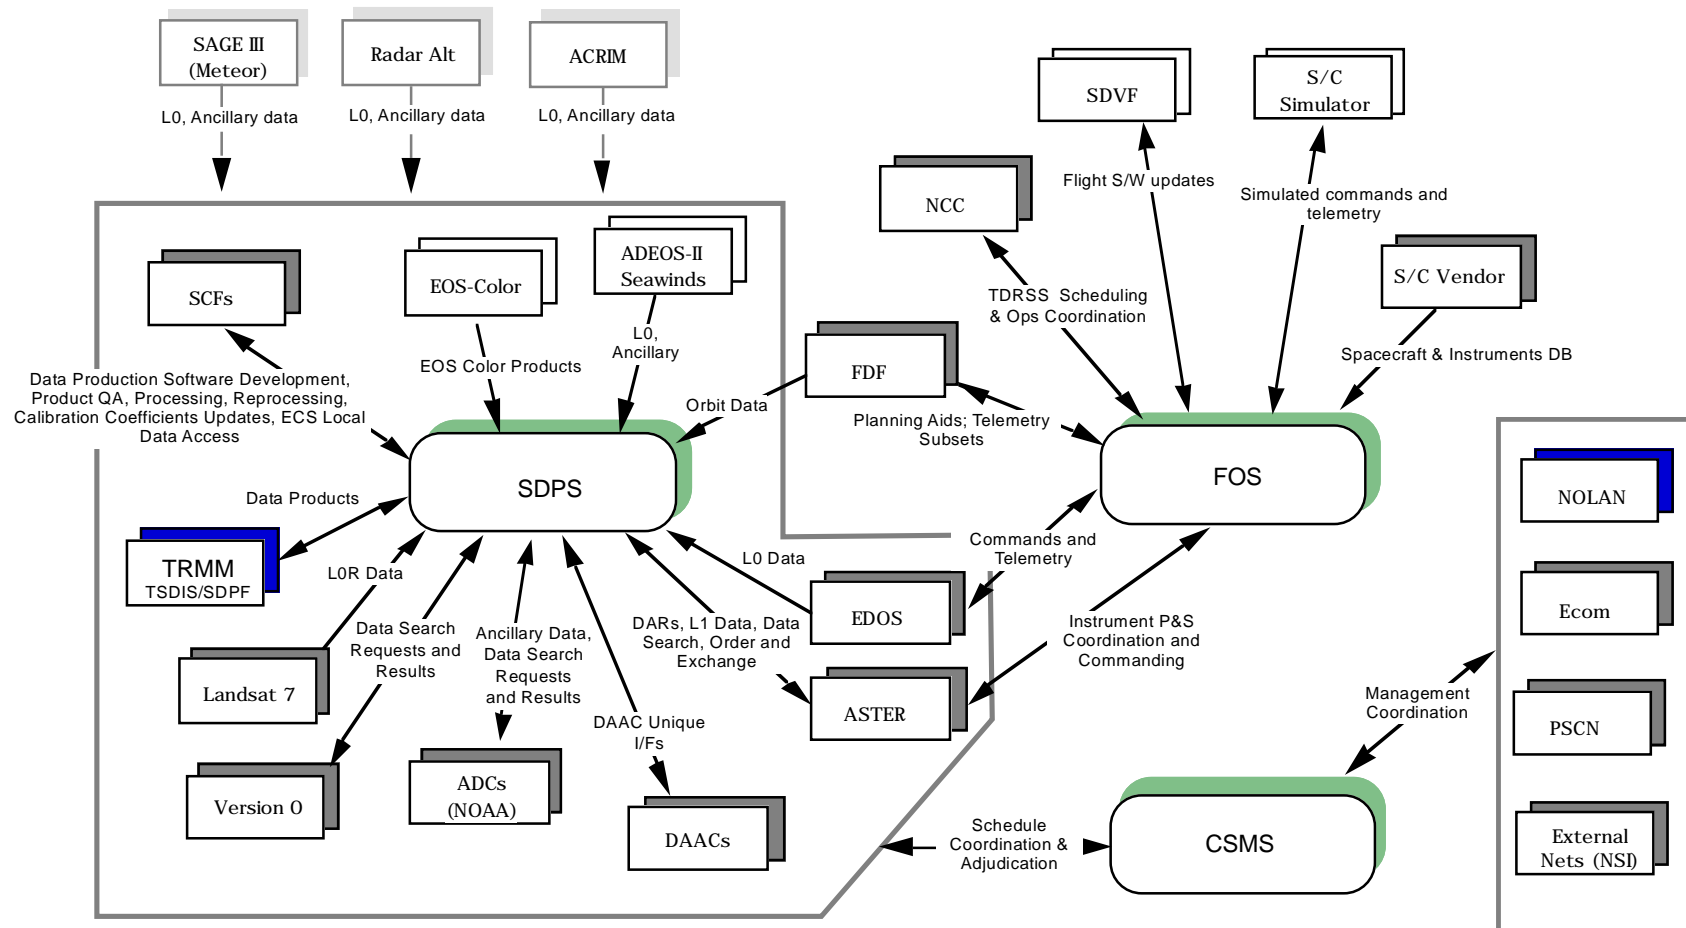 SAGE III
(Meteor)
Radar Alt
ACRIM
L0, Ancillary data
L0, Ancillary data
L0, Ancillary data
SDVF
S/C
Simulator
NCC
Flight S/W updates
Simulated commands and
telemetry
SCFs
EOS-Color
ADEOS-II
Seawinds
S/C Vendor
TDRSS Scheduling
& Ops Coordination
L0,
Ancillary
EOS Color Products
FDF
Spacecraft & Instruments DB
Data Production Software Development,
Product QA, Processing, Reprocessing,
Calibration Coefficients Updates, ECS Local
Data Access
Orbit Data
Planning Aids; Telemetry
Subsets
SDPS
FOS
Data Products
NOLAN
TRMM
TSDIS/SDPF
L0R Data
L0 Data
Commands and
Telemetry
Data Search
Requests and
Results
Ancillary Data,
Data Search
Requests
and Results
DARs, L1 Data, Data
Search, Order and
Exchange
EDOS
Instrument P&S
Coordination and
Commanding
Ecom
Landsat 7
DAAC Unique
I/Fs
ASTER
Management
Coordination
PSCN
Version 0
ADCs
(NOAA)
DAACs
Schedule
Coordination &
Adjudication
CSMS
External
Nets (NSI)